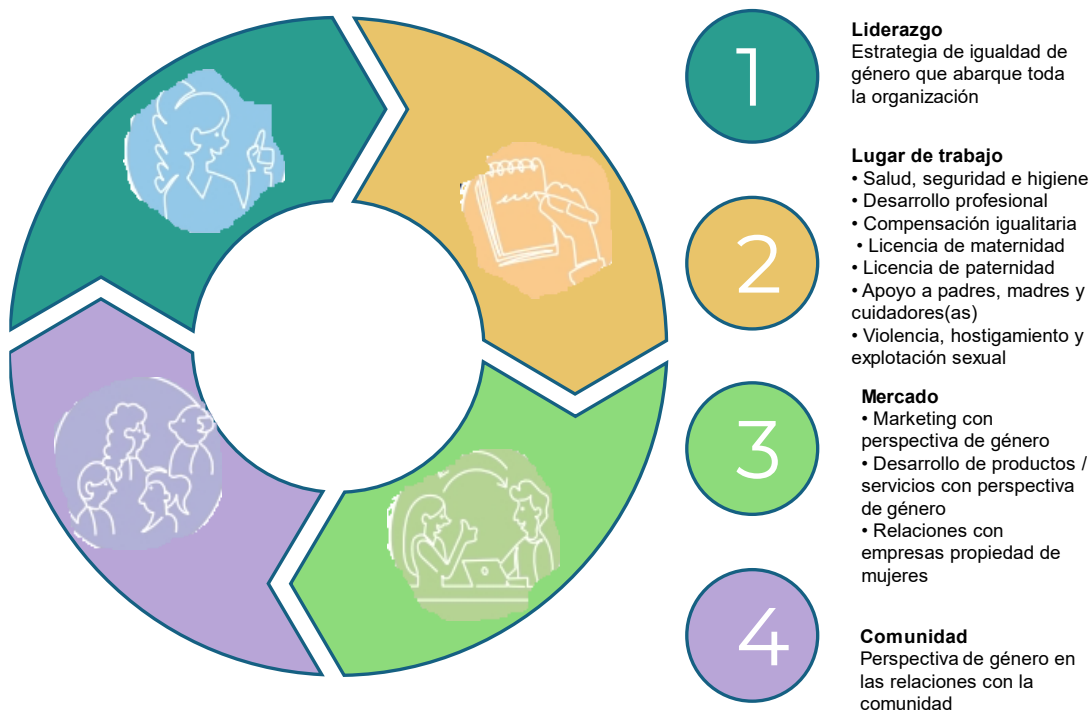 1
Liderazgo
Estrategia de igualdad de
género que abarque toda
la organización
2
Lugar de trabajo
• Salud, seguridad e higiene
• Desarrollo profesional
• Compensación igualitaria
• Licencia de maternidad
• Licencia de paternidad
• Apoyo a padres, madres y
cuidadores(as)
• Violencia, hostigamiento y
explotación sexual
3
Mercado
• Marketing con
perspectiva de género
• Desarrollo de productos /
servicios con perspectiva
de género
• Relaciones con
empresas propiedad de
mujeres
4
Comunidad
Perspectiva de género en
las relaciones con la
comunidad